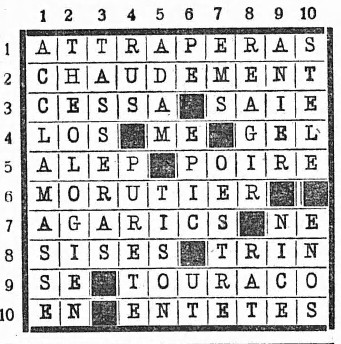 1 2 3 4 5 6 7 8 9 10
1 A T T R A P E R A S
2 C H A U D E M E N T
3 C E S S A S A I E
4 L O S M E G E L
5 A L E P P O I R E
6 M O R U T I E R
7 A G A R I C S N E
8 S I S E S T R I N
9 S E T O U R A C O
10 E N E N T E T E S